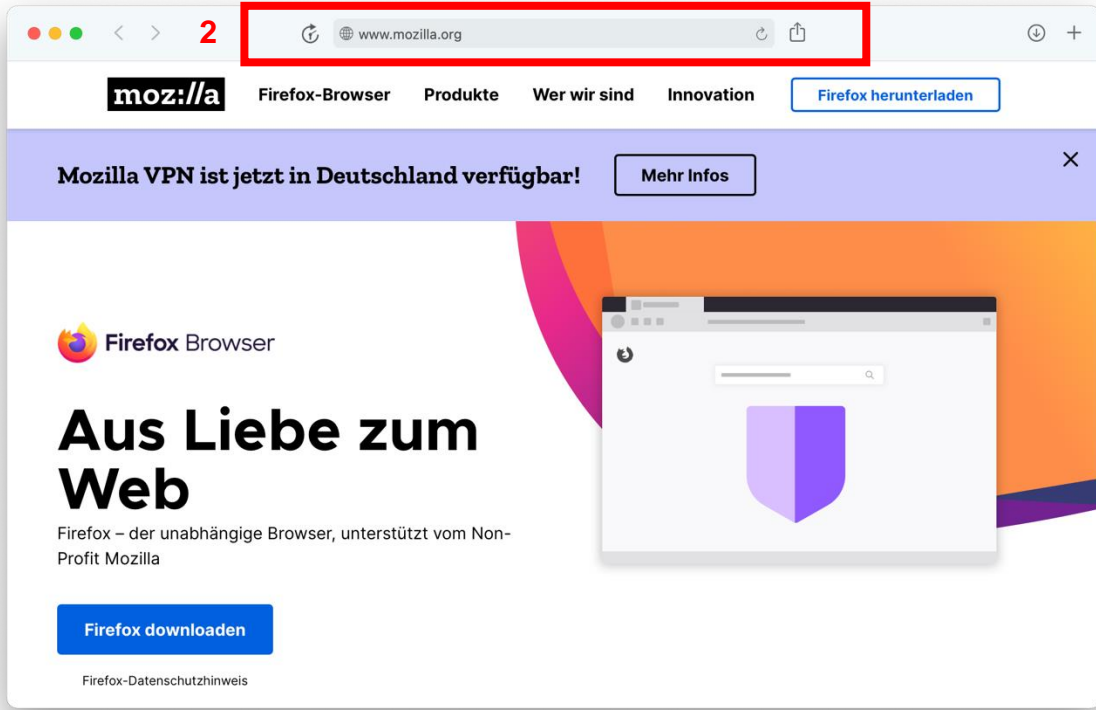 2
www.mozilla.org
moz://a Firefox-Browser Produkte Wer wir sind Innovation Firefox herunterladen
Mozilla VPN ist jetzt in Deutschland verfügbar! Mehr Infos
Firefox Browser
Aus Liebe zum
Web
Firefox – der unabhängige Browser, unterstützt vom Non-
Profit Mozilla
Firefox downloaden
Firefox-Datenschutzhinweis